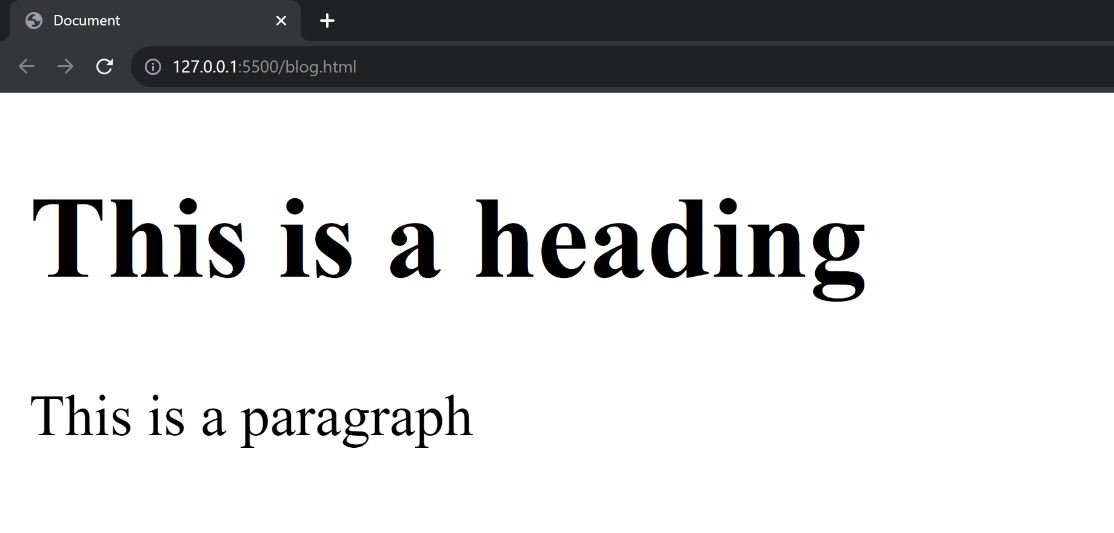 Document
127.0.0.1:5500/blog.html
This is a heading
This is a paragraph